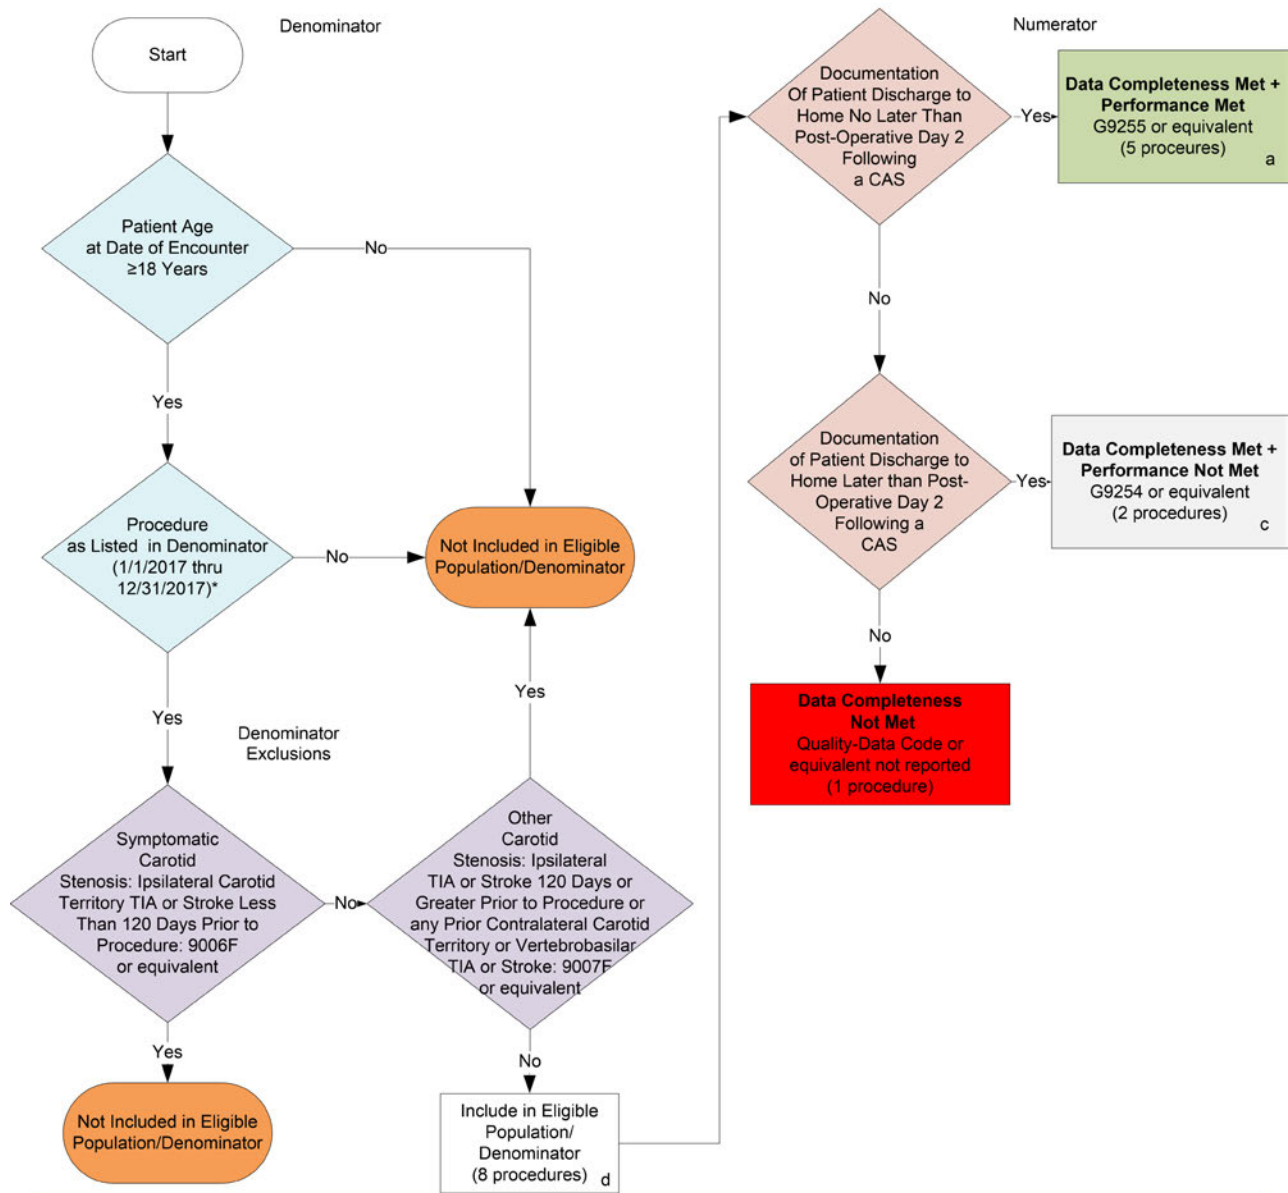 Denominator
Start
Patient Age
at Date of Encounter
≥18 Years
No
Yes
Procedure
as Listed in Denominator
(1/1/2017 thru
12/31/2017)*
No
Not Included in Eligible
Population/Denominator
Yes
Yes
Denominator
Exclusions
Symptomatic
Carotid
Stenosis: Ipsilateral Carotid
Territory TIA or Stroke Less
Than 120 Days Prior to
Procedure: 9006F
or equivalent
No
Other
Carotid
Stenosis: Ipsilateral
TIA or Stroke 120 Days or
Greater Prior to Procedure or
any Prior Contralateral Carotid
Territory or Vertebrobasilar
TIA or Stroke: 9007F
or equivalent
Yes
No
Not Included in Eligible
Population/Denominator
Include in Eligible
Population/
Denominator
(8 procedures)
d
Numerator
Documentation
Of Patient Discharge to
Home No Later Than
Post-Operative Day 2
Following
a CAS
Yes
Data Completeness Met +
Performance Met
G9255 or equivalent
(5 proceures)
a
No
Documentation
of Patient Discharge to
Home Later than Post-
Operative Day 2
Following a
CAS
Yes
Data Completeness Met +
Performance Not Met
G9254 or equivalent
(2 procedures)
c
No
Data Completeness
Not Met
Quality-Data Code or
equivalent not reported
(1 procedure)